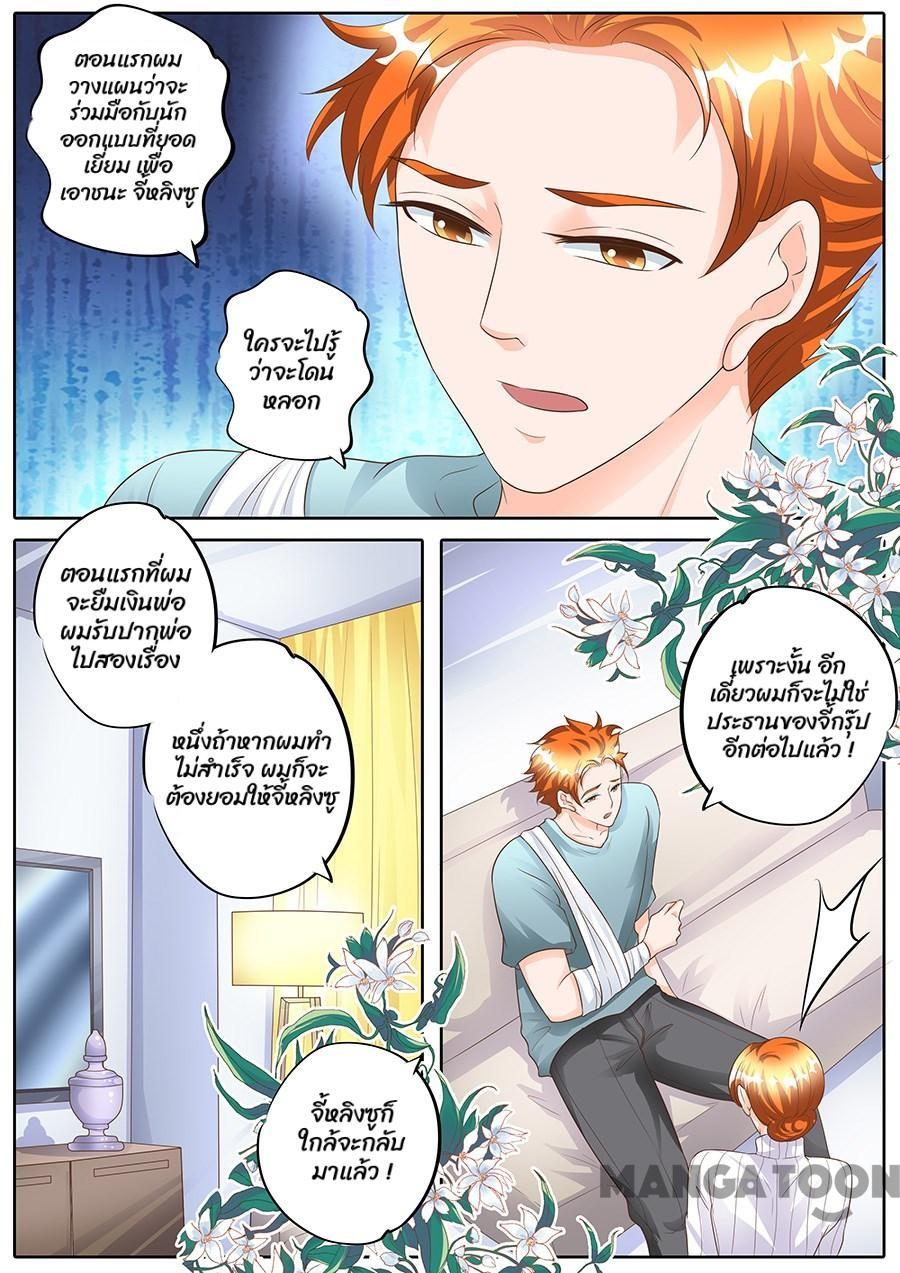 ตอนแรกผม
วางแผนว่าจะ
ร่วมมือกับนัก
ออกแบบที่ยอด
เยี่ยม เพื่อ
เอาชนะ จี้หลิงซู
ใครจะไปรู้
ว่าจะโดน
หลอก
ตอนแรกที่ผม
จะยืมเงินพ่อ
ผมรับปากพ่อ
ไปสองเรื่อง
หนึ่งถ้าหากผมทำ
ไม่สำเร็จ ผมก็จะ
ต้องยอมให้จี้หลิงซู
เพราะงั้น อีก
เดี๋ยวผมก็จะไม่ใช่
ประธานของจี้กรุ๊ป
อีกต่อไปแล้ว !
จี้หลิงซูก็
ใกล้จะกลับ
มาแล้ว !
MANGATOON